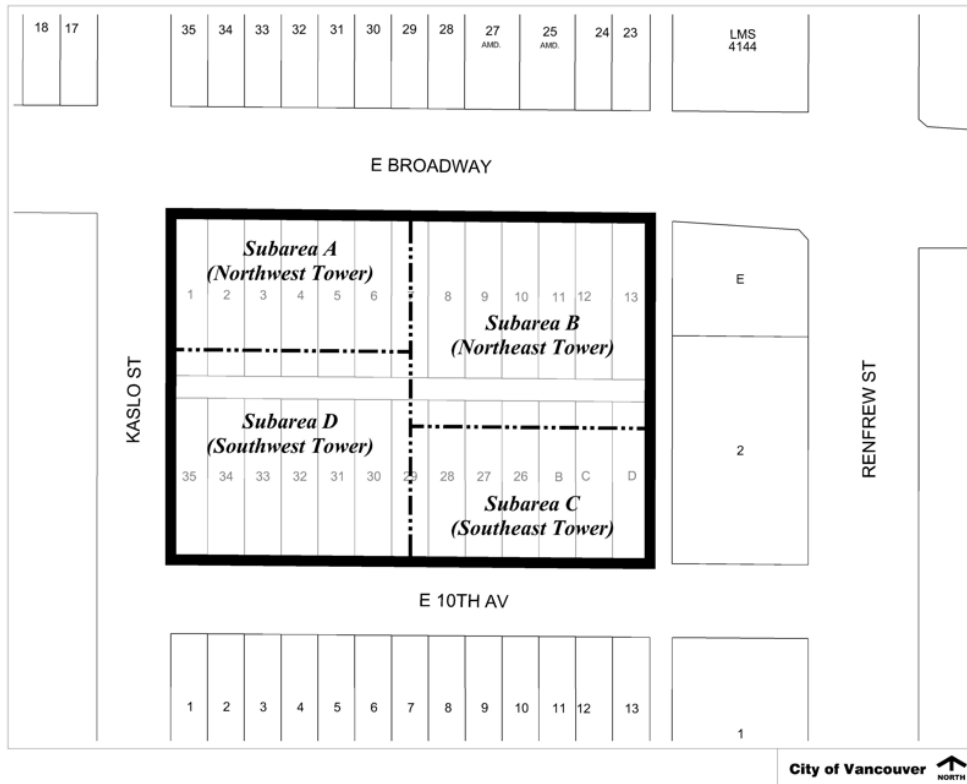 18 17 35 34 33 32 31 30 29 28 27 25 24 23 LMS
AMD. AMD. 4144
E BROADWAY
Subarea A
(Northwest Tower)
1 2 3 4 5 6 7 8 9 10 11 12 13 E
Subarea B
(Northeast Tower)
KASLO ST
RENFREW ST
Subarea D
(Southwest Tower)
2
35 34 33 32 31 30 29 28 27 26 B C D
Subarea C
(Southeast Tower)
E 10TH AV
1 2 3 4 5 6 7 8 9 10 11 12 13
1
City of Vancouver
NORTH